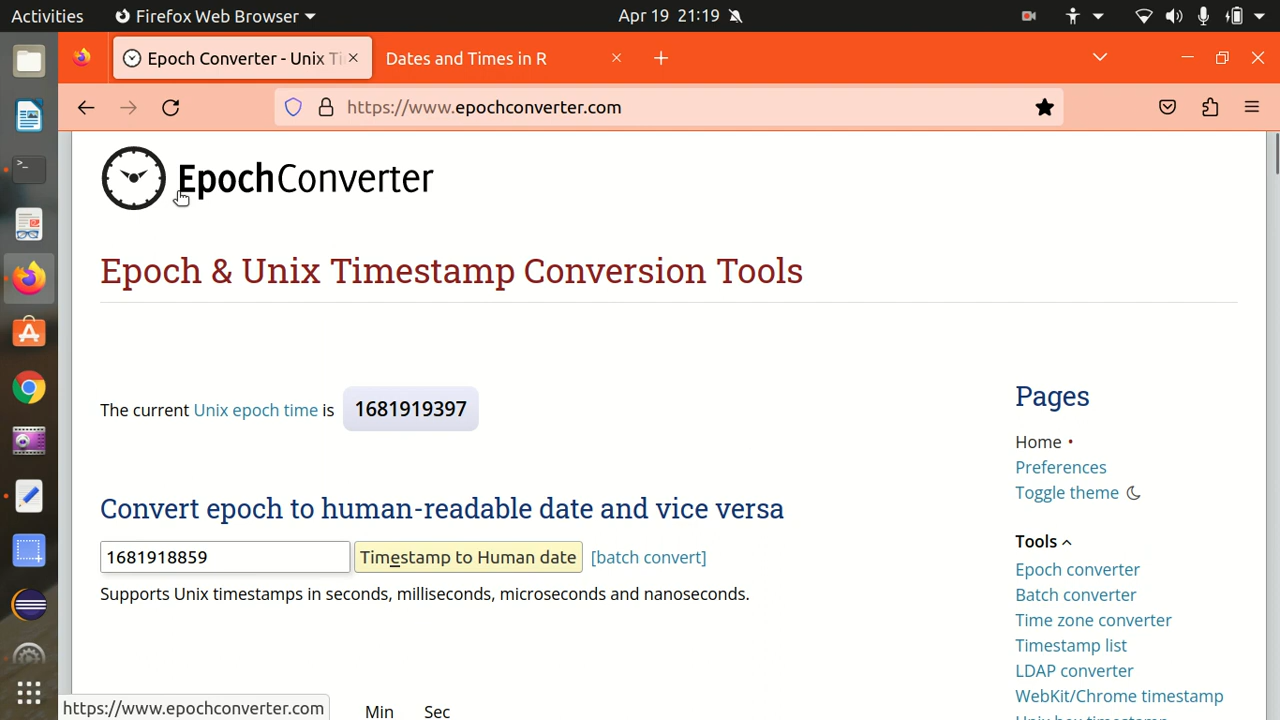 Activities
Firefox Web Browser
Apr 19 21:19
Epoch Converter - Unix Ti
Dates and Times in R
https://www.epochconverter.com
EpochConverter
Epoch & Unix Timestamp Conversion Tools
The current Unix epoch time is 1681919397
Convert epoch to human-readable date and vice versa
1681918859 Timestamp to Human date [batch convert]
Supports Unix timestamps in seconds, milliseconds, microseconds and nanoseconds.
Min Sec
Pages
Home •
Preferences
Toggle theme
Tools
Epoch converter
Batch converter
Time zone converter
Timestamp list
LDAP converter
WebKit/Chrome timestamp
Unix hex timestamp
https://www.epochconverter.com